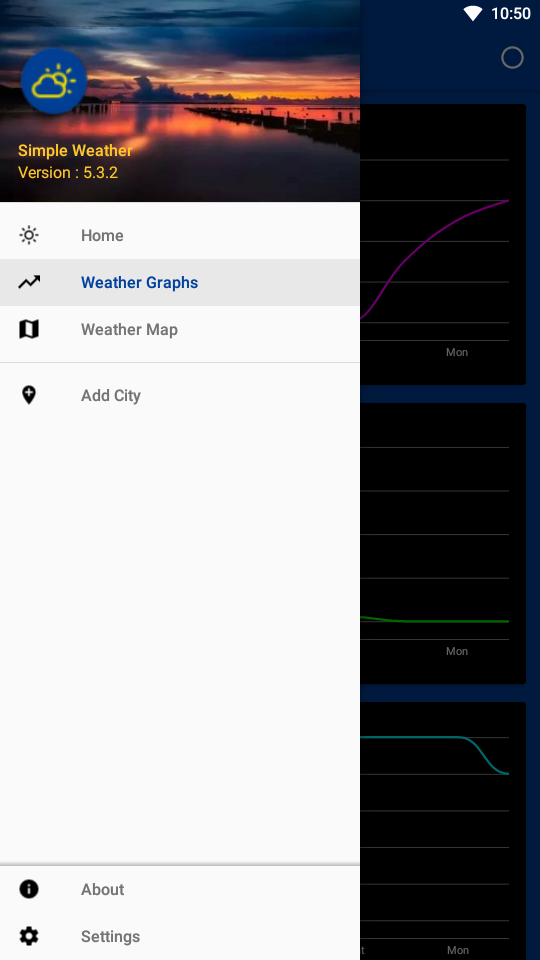 10:50
Simple Weather
Version : 5.3.2
Home
Weather Graphs
Weather Map
Add City
About
Settings
Mon
Mon
Mon